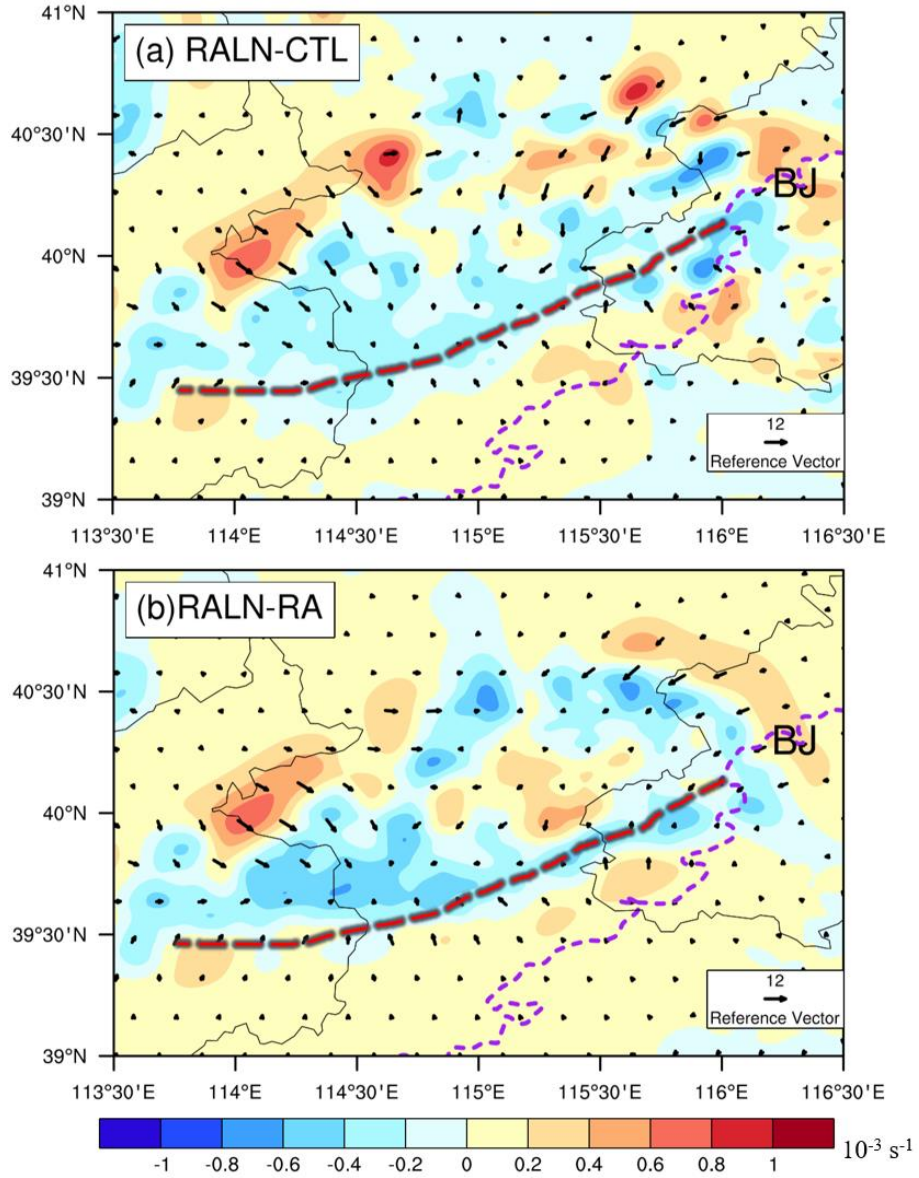 41°N
(a) RALN-CTL
40°30'N
BJ
40°N
39°30'N
12
Reference Vector
39°N
113°30'E 114°E 114°30'E 115°E 115°30'E 116°E 116°30'E
41°N
(b)RALN-RA
40°30'N
BJ
40°N
39°30'N
12
Reference Vector
39°N
113°30'E 114°E 114°30'E 115°E 115°30'E 116°E 116°30'E
10-3 s-1
-1 -0.8 -0.6 -0.4 -0.2 0 0.2 0.4 0.6 0.8 1